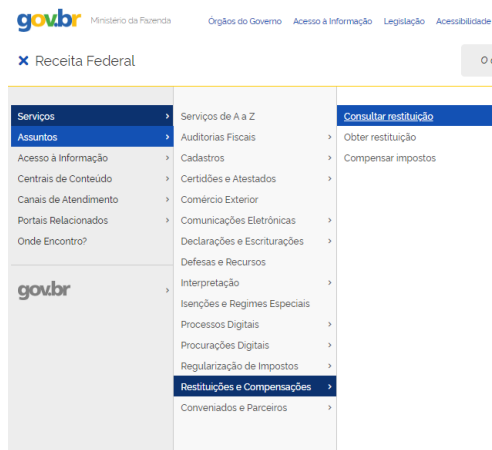 gov.br Ministério da Fazenda Órgãos do Governo Acesso à Informação Legislação Acessibilidade
Receita Federal
O
Serviços
Assuntos
Acesso à Informação
Centrais de Conteúdo
Canais de Atendimento
Portais Relacionados
Onde Encontro?
gov.br
Serviços de A a Z
Auditorias Fiscais
Cadastros
Certidões e Atestados
Comércio Exterior
Comunicações Eletrônicas
Declarações e Escriturações
Defesas e Recursos
Interpretação
Isenções e Regimes Especiais
Processos Digitais
Procurações Digitais
Regularização de Impostos
Restituições e Compensações
Conveniados e Parceiros
Consultar restituição
Obter restituição
Compensar impostos